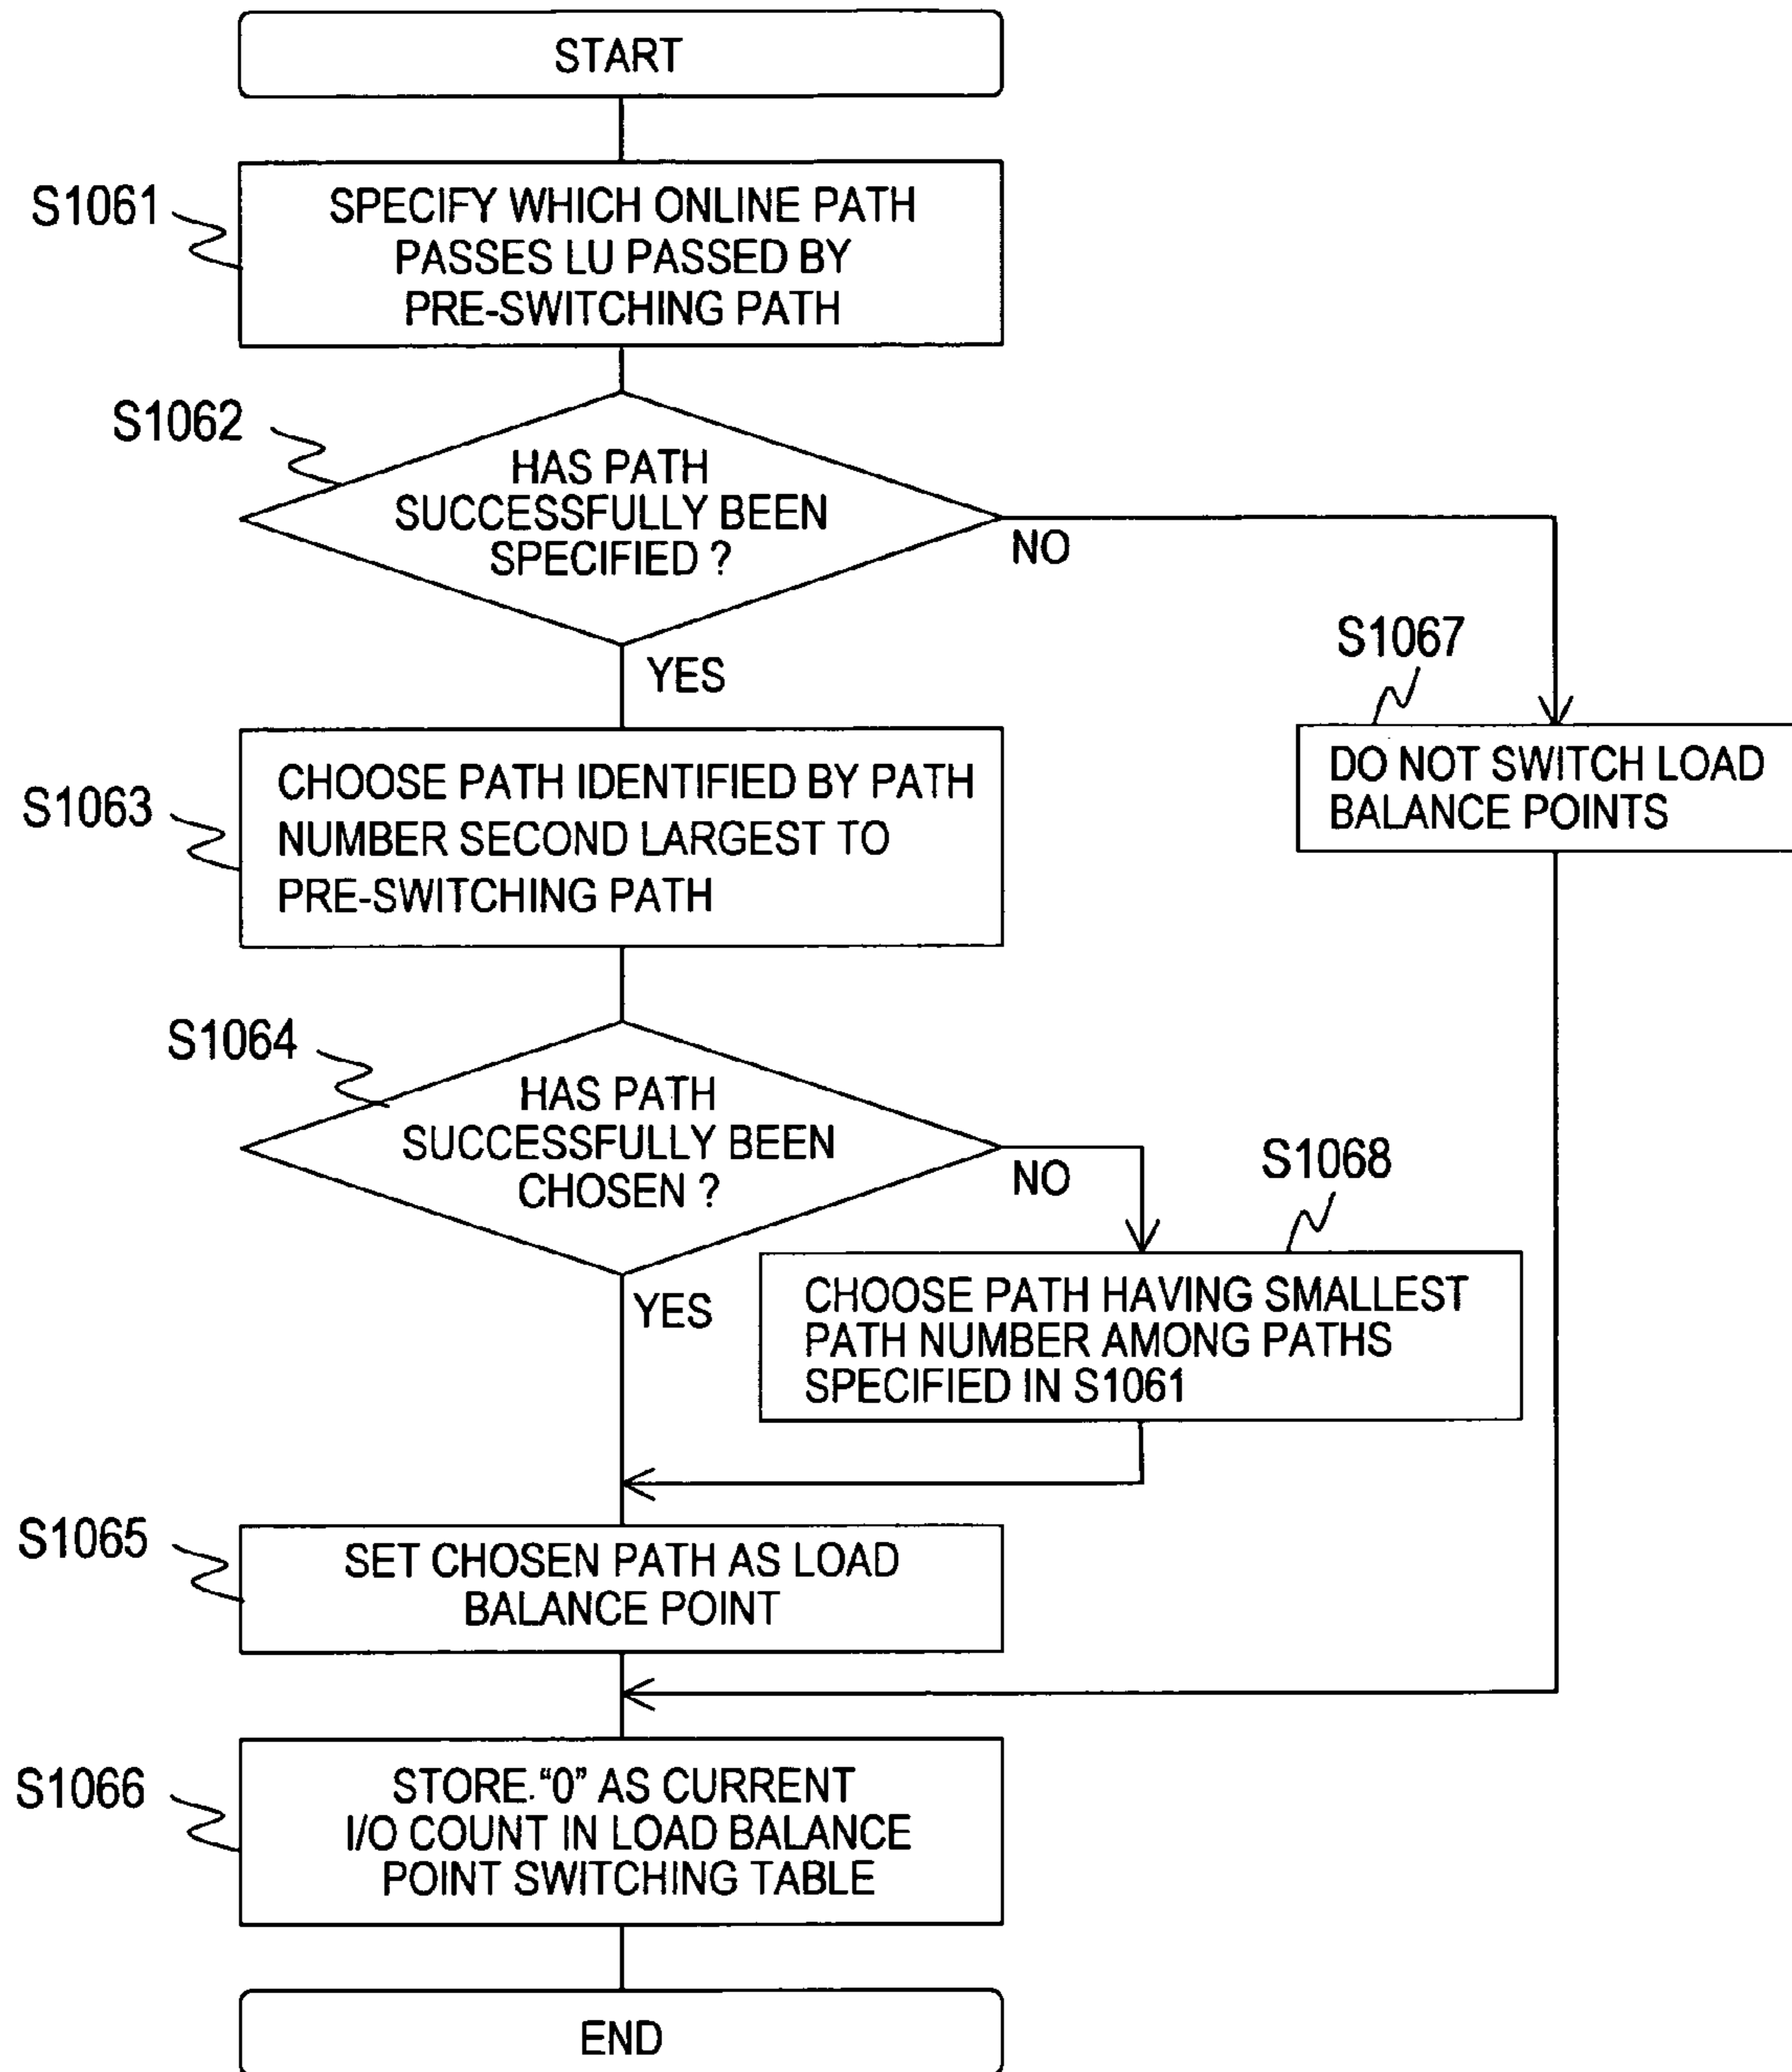 START
S1061
SPECIFY WHICH ONLINE PATH
PASSES LU PASSED BY
PRE-SWITCHING PATH
S1062
HAS PATH
SUCCESSFULLY BEEN
SPECIFIED ?
NO
YES
S1067
DO NOT SWITCH LOAD
BALANCE POINTS
S1063
CHOOSE PATH IDENTIFIED BY PATH
NUMBER SECOND LARGEST TO
PRE-SWITCHING PATH
S1064
HAS PATH
SUCCESSFULLY BEEN
CHOSEN ?
NO
YES
S1068
CHOOSE PATH HAVING SMALLEST
PATH NUMBER AMONG PATHS
SPECIFIED IN S1061
S1065
SET CHOSEN PATH AS LOAD
BALANCE POINT
S1066
STORE. “0” AS CURRENT
I/O COUNT IN LOAD BALANCE
POINT SWITCHING TABLE
END